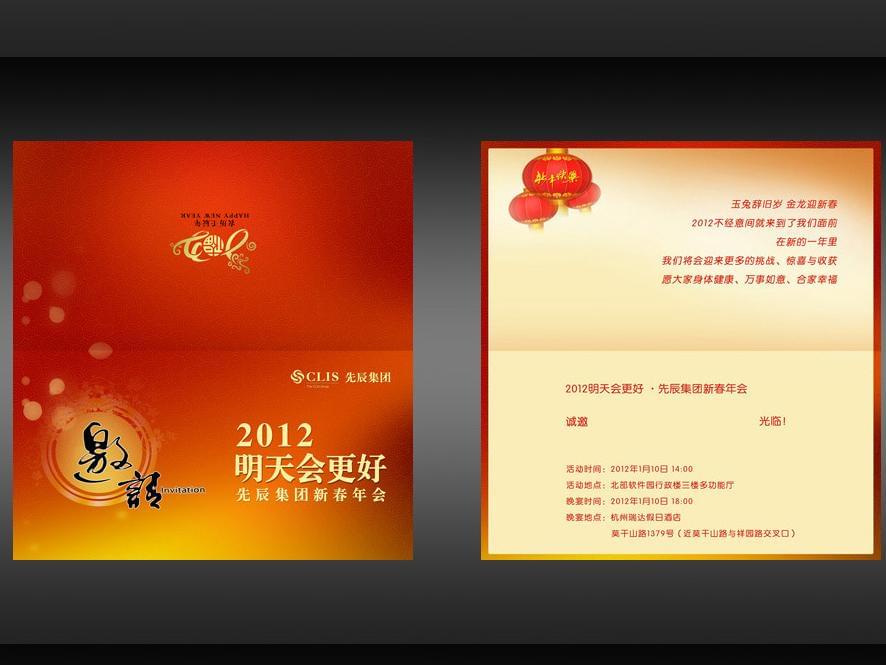 农历壬辰年
HAPPY NEW YEAR
CLIS 先辰集团
邀请
Invitation
2012
明天会更好
先辰集团新春年会
新年快樂
玉兔辞旧岁 金龙迎新春
2012不经意间就来到了我们面前
在新的一年里
我们将会迎来更多的挑战、惊喜与收获
愿大家身体健康、万事如意、合家幸福
2012明天会更好 · 先辰集团新春年会
诚邀 光临!
活动时间: 2012年1月10日 14:00
活动地点: 北部软件园行政楼三楼多功能厅
晚宴时间: 2012年1月10日 18:00
晚宴地点: 杭州瑞达假日酒店
莫干山路1379号（近莫干山路与祥园路交叉口）